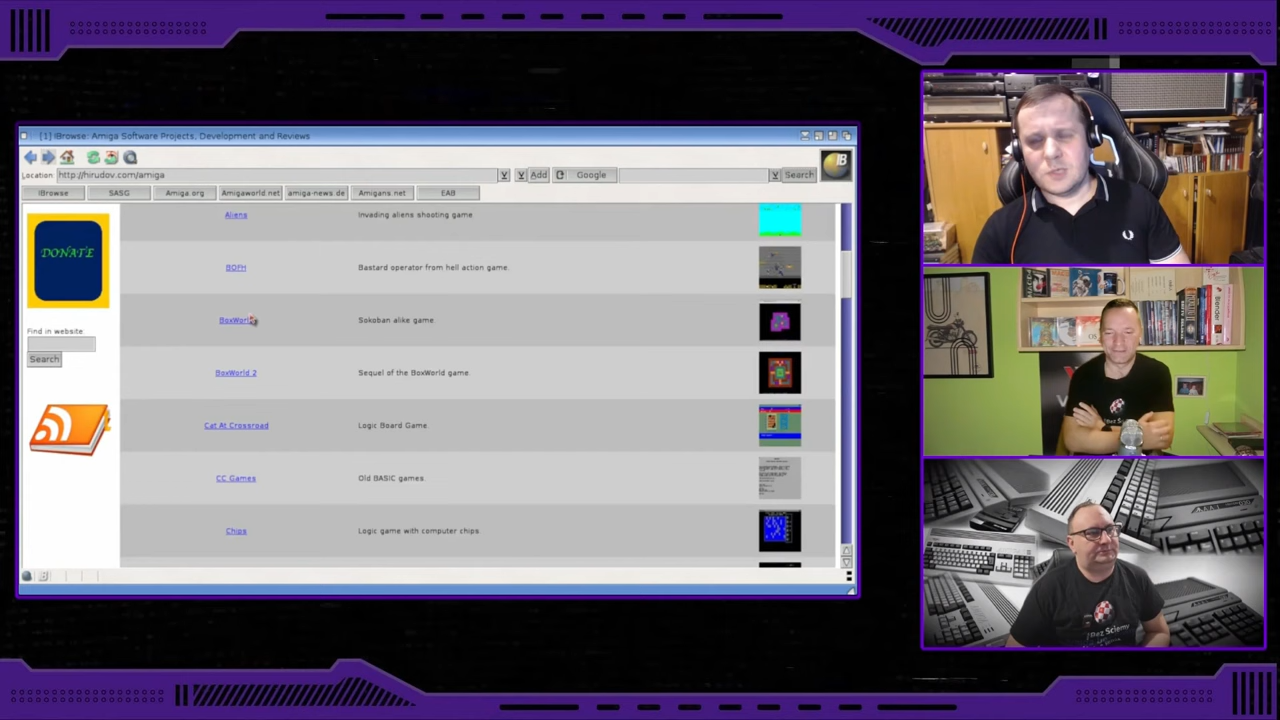 [1] IBrowse: Amiga Software Projects, Development and Reviews
Location: http://hirudov.com/amiga
Add
Google
Search
IBrowse
SASG
Amiga.org
Amigaworld.net
amiga-news.de
Amigans.net
EAB
DONATE
Find in website:
Search
Aliens Invading aliens shooting game
BOFH Bastard operator from hell action game.
BoxWorld Sokoban alike game
BoxWorld 2 Sequel of the BoxWorld game.
Cat At Crossroad Logic Board Game.
CC Games Old BASIC games.
Chips Logic game with computer chips
Blender
Bez Ściemy